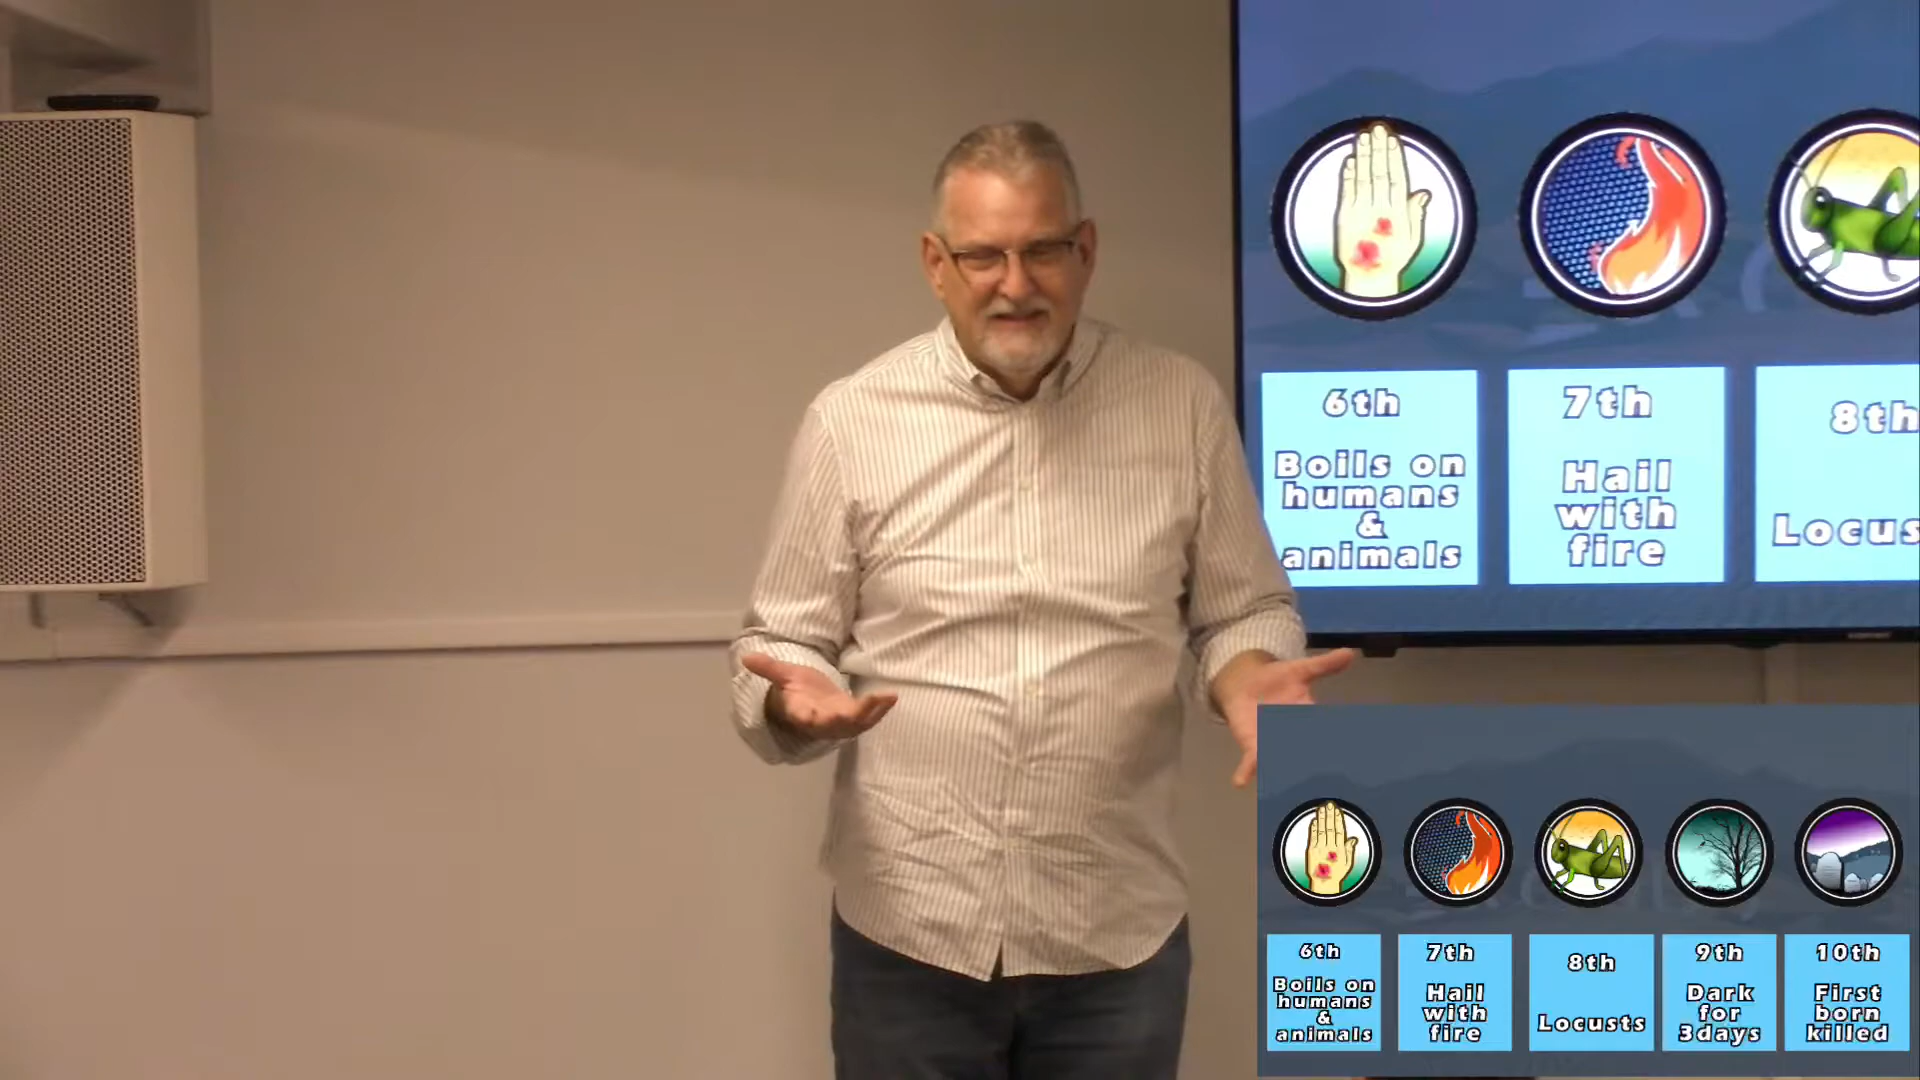 6th
Boils on
humans
&
animals
7th
Hail
with
fire
8th
Locus
6th
Boils on
humans
&
animals
7th
Hail
with
fire
8th
Locusts
9th
Dark
for
3days
10th
First
born
killed